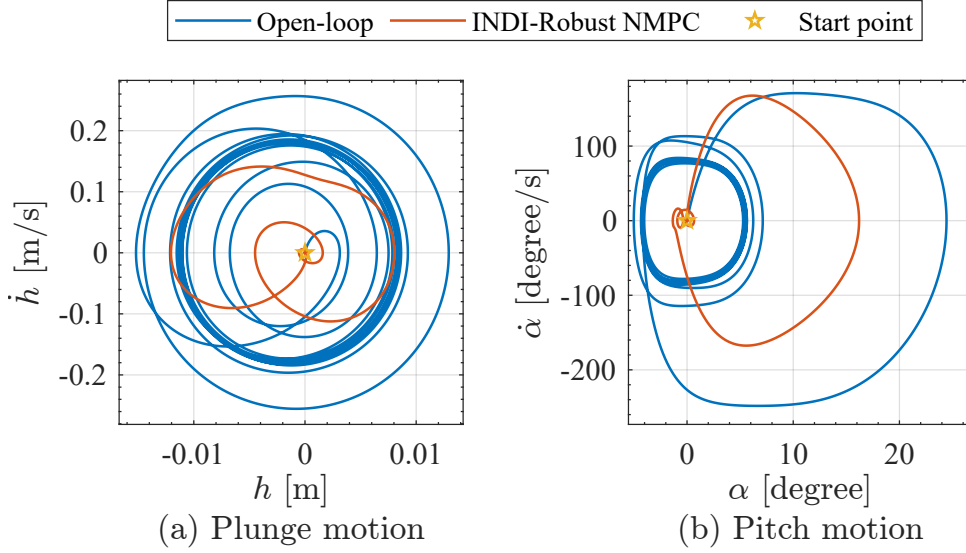 Open-loop INDI-Robust NMPC Start point
0.2
0.1
0
-0.1
-0.2
ḣ [m/s]
-0.01 0 0.01
h [m]
(a) Plunge motion
100
0
-100
-200
α̇ [degree/s]
0 10 20
α [degree]
(b) Pitch motion